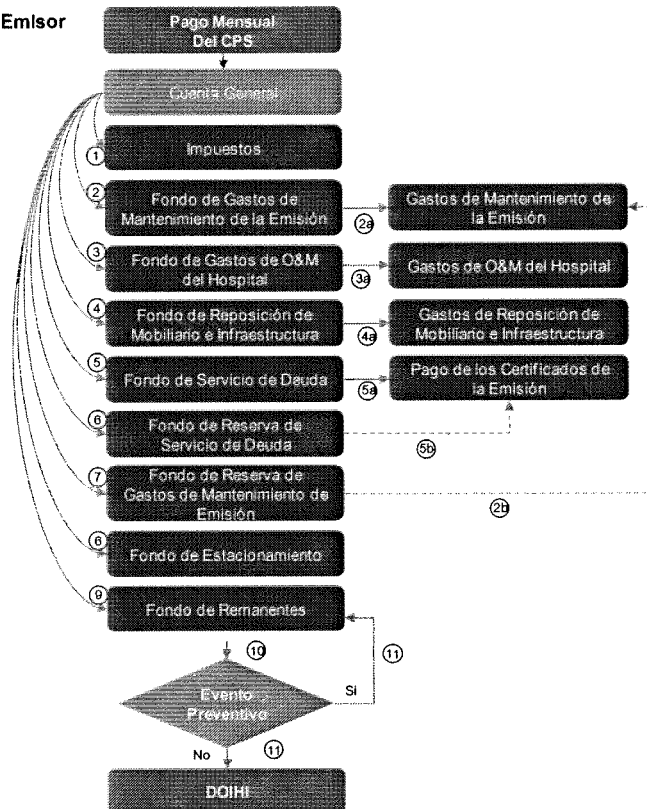 Emisor
Pago Mensual
Del CPS
Cuenta General
① Impuestos
② Fondo de Gastos de
Mantenimiento de la Emisión
2a
Gastos de Mantenimiento de
la Emisión
③ Fondo de Gastos de O&M
del Hospital
3a
Gastos de O&M del Hospital
④ Fondo de Reposición de
Mobiliario e Infraestructura
4a
Gastos de Reposición de
Mobiliario e Infraestructura
⑤ Fondo de Servicio de Deuda
5a
Pago de los Certificados de
la Emisión
⑥ Fondo de Reserva de
Servicio de Deuda
5b
⑦ Fondo de Reserva de
Gastos de Mantenimiento de
Emisión
2b
⑥ Fondo de Estacionamiento
⑨ Fondo de Remanentes
⑩
⑪
Evento
Preventivo
Si
No
⑪
DOIHI